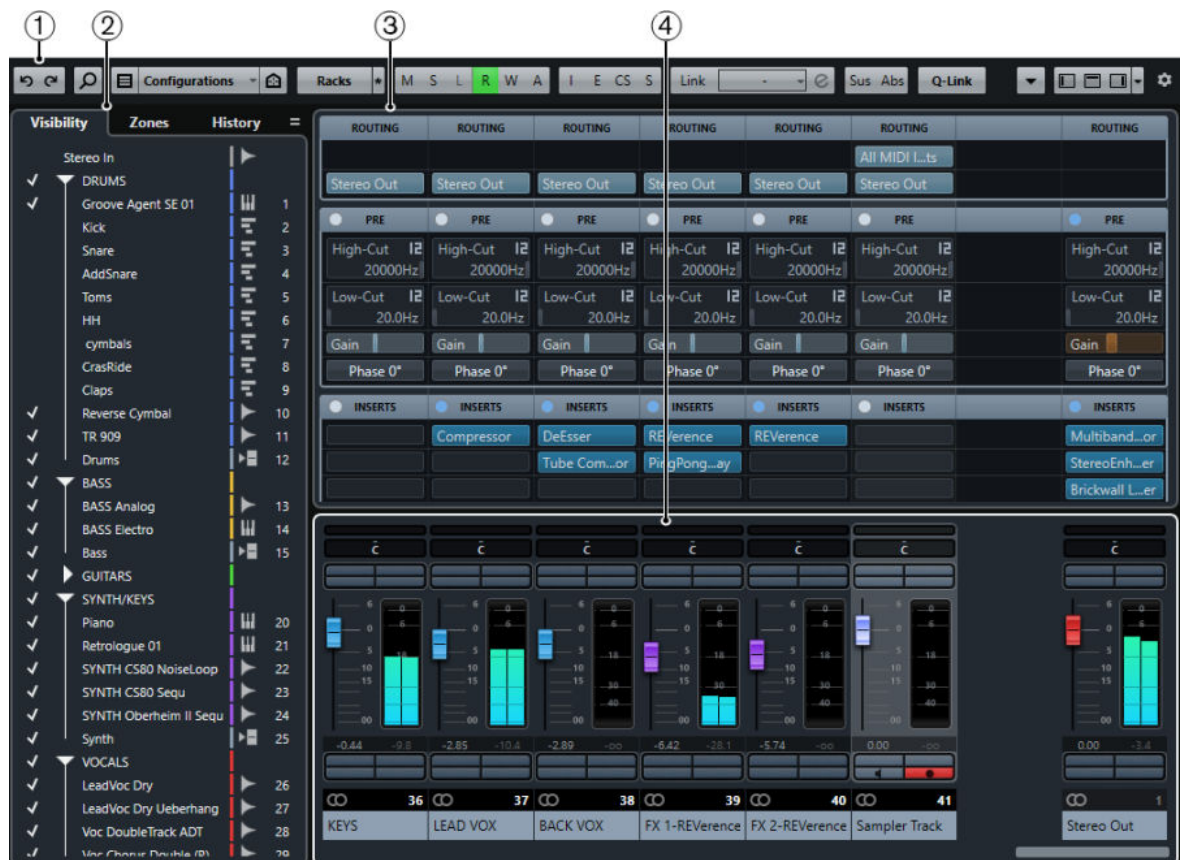 1 2 3 4
Configurations Racks M S L R W A I E CS S Link - Sus Abs Q-Link
Visibility Zones History
Stereo In
DRUMS
Groove Agent SE 01 1
Kick 2
Snare 3
AddSnare 4
Toms 5
HH 6
cymbals 7
CrasRide 8
Claps 9
Reverse Cymbal 10
TR 909 11
Drums 12
BASS
BASS Analog 13
BASS Electro 14
Bass 15
GUITARS
SYNTH/KEYS
Piano 20
Retrologue 01 21
SYNTH CS80 NoiseLoop 22
SYNTH CS80 Sequ 23
SYNTH Oberheim II Sequ 24
Synth 25
VOCALS
LeadVoc Dry 26
LeadVoc Dry Ueberhang 27
Voc DoubleTrack ADT 28
Voc Chorus Double (R) 29
ROUTING ROUTING ROUTING ROUTING ROUTING ROUTING ROUTING
All MIDI I...ts
Stereo Out Stereo Out Stereo Out Stereo Out Stereo Out Stereo Out
PRE PRE PRE PRE PRE PRE PRE
High-Cut 12 High-Cut 12 High-Cut 12 High-Cut 12 High-Cut 12 High-Cut 12 High-Cut 12
20000Hz 20000Hz 20000Hz 20000Hz 20000Hz 20000Hz 20000Hz
Low-Cut 12 Low-Cut 12 Low-Cut 12 Low-Cut 12 Low-Cut 12 Low-Cut 12 Low-Cut 12
20.0Hz 20.0Hz 20.0Hz 20.0Hz 20.0Hz 20.0Hz 20.0Hz
Gain Gain Gain Gain Gain Gain Gain
Phase 0° Phase 0° Phase 0° Phase 0° Phase 0° Phase 0° Phase 0°
INSERTS INSERTS INSERTS INSERTS INSERTS INSERTS INSERTS
Compressor DeEsser REVerence REVerence Multiband...or
Tube Com...or PingPong...ay StereoEnh...er
Brickwall L...er
C C C C C C C
-0.44 -9.8 -2.85 -10.4 -2.89 -oo -6.42 -28.1 -5.74 -oo 0.00 -oo 0.00 -3.4
36 37 38 39 40 41 1
KEYS LEAD VOX BACK VOX FX 1-REVerence FX 2-REVerence Sampler Track Stereo Out